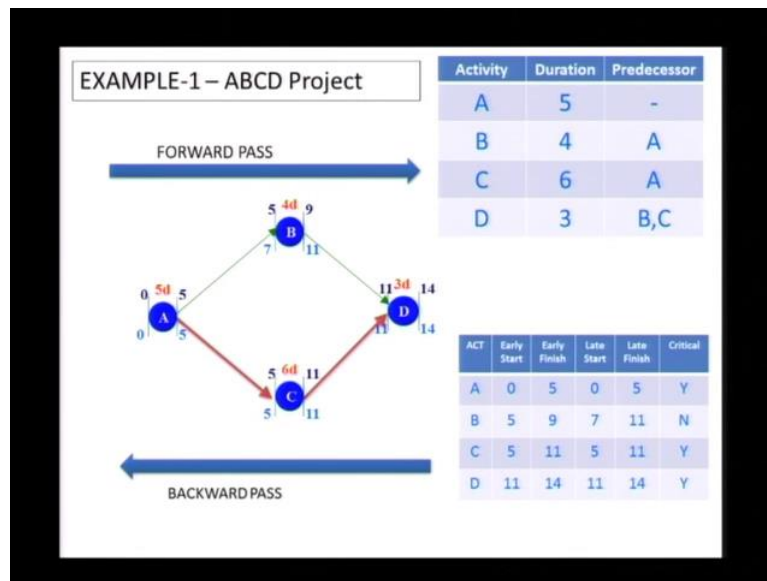 EXAMPLE-1 – ABCD Project
Activity Duration Predecessor
A 5 -
B 4 A
C 6 A
D 3 B,C
FORWARD PASS
5 4d 9
B
7 11
0 5d 5
A
0 5
11 3d 14
D
11 14
5 6d 11
C
5 11
BACKWARD PASS
ACT Early Start Early Finish Late Start Late Finish Critical
A 0 5 0 5 Y
B 5 9 7 11 N
C 5 11 5 11 Y
D 11 14 11 14 Y